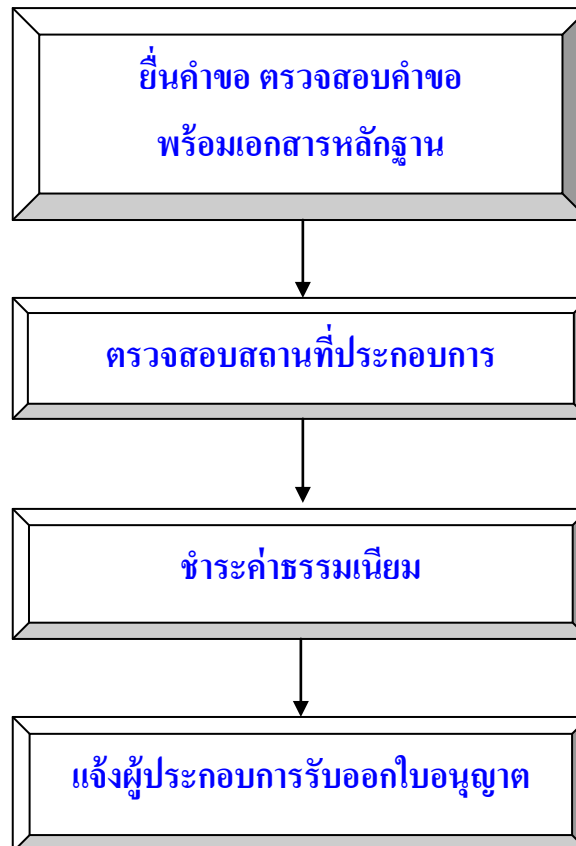 ยื่นคำขอ ตรวจสอบคำขอ
พร้อมเอกสารหลักฐาน
ตรวจสอบสถานที่ประกอบการ
ชำระค่าธรรมเนียม
แจ้งผู้ประกอบการรับออกใบอนุญาต